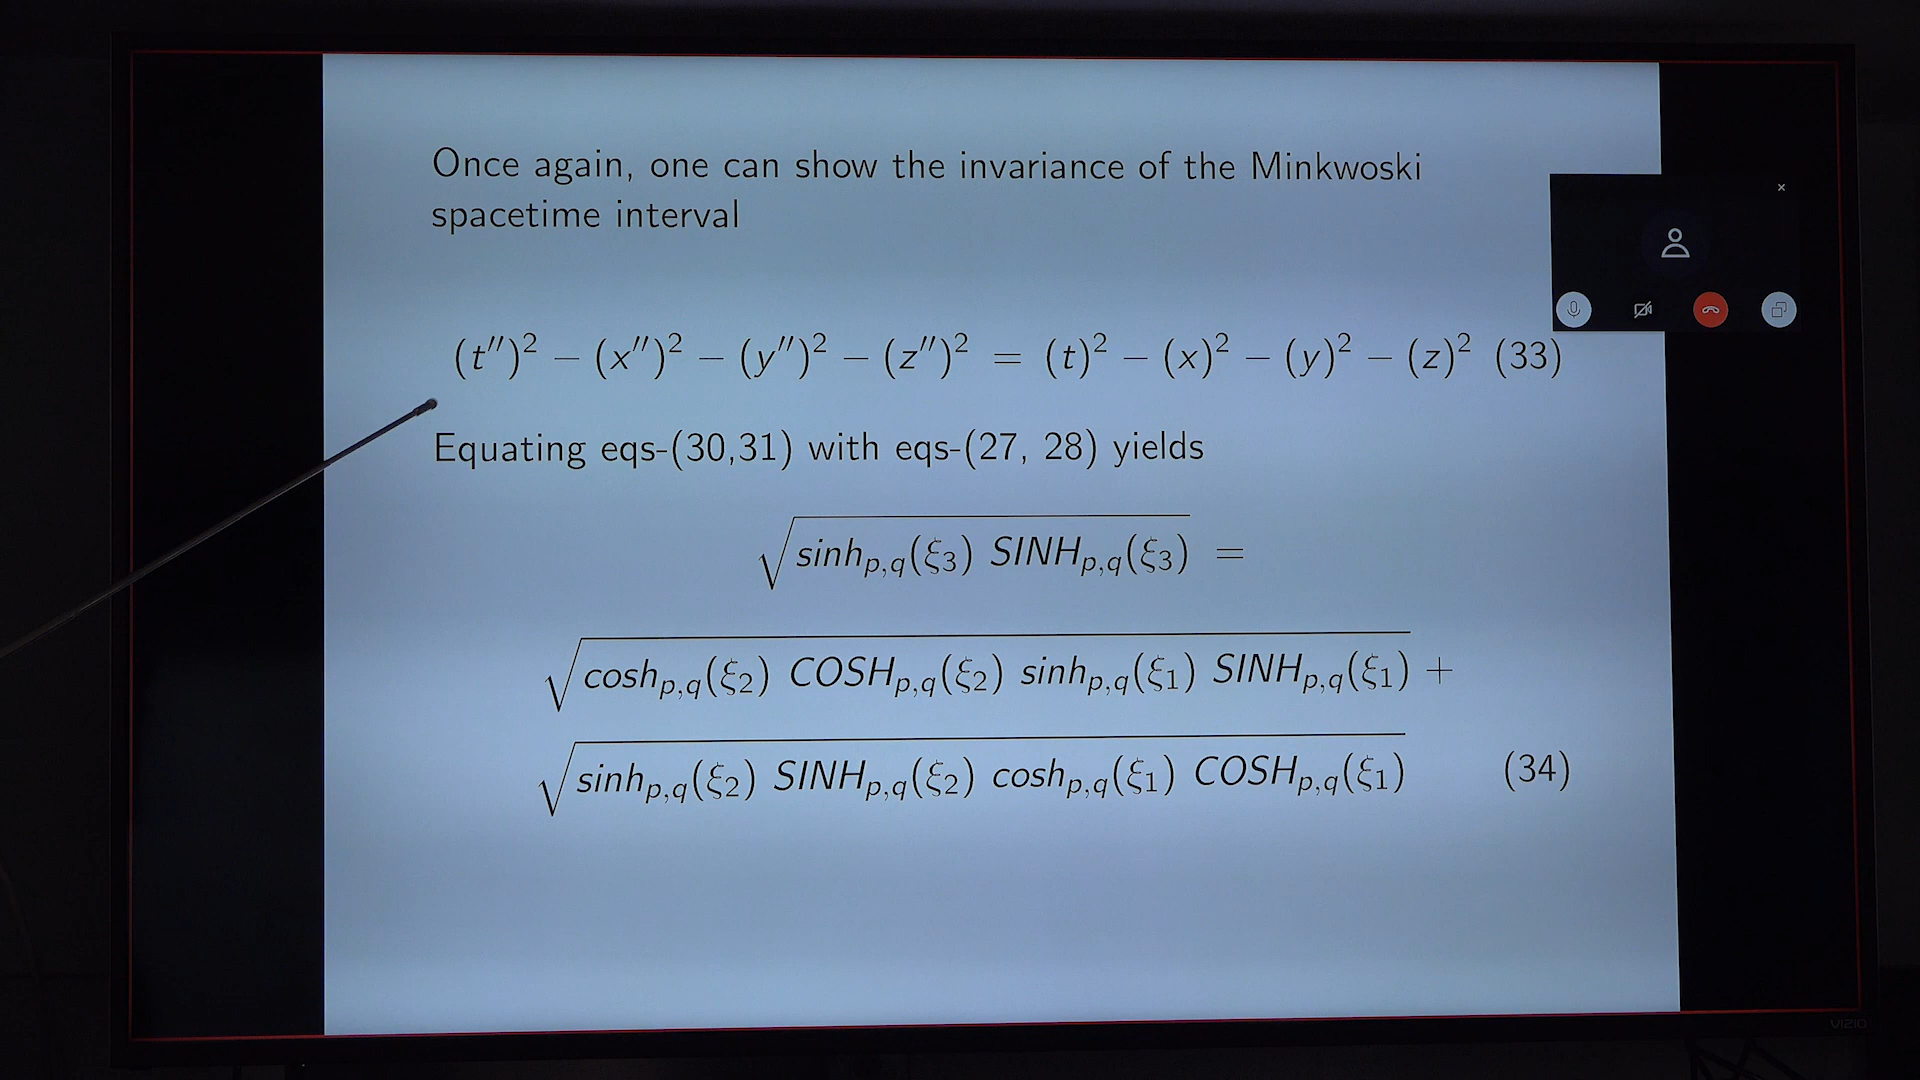 Once again, one can show the invariance of the Minkwoski
spacetime interval
(t″)² − (x″)² − (y″)² − (z″)² = (t)² − (x)² − (y)² − (z)² (33)
Equating eqs-(30,31) with eqs-(27, 28) yields
√(sinh_{p,q}(ξ₃) SINH_{p,q}(ξ₃)) =
√(cosh_{p,q}(ξ₂) COSH_{p,q}(ξ₂) sinh_{p,q}(ξ₁) SINH_{p,q}(ξ₁)) +
√(sinh_{p,q}(ξ₂) SINH_{p,q}(ξ₂) cosh_{p,q}(ξ₁) COSH_{p,q}(ξ₁)) (34)
VIZIO